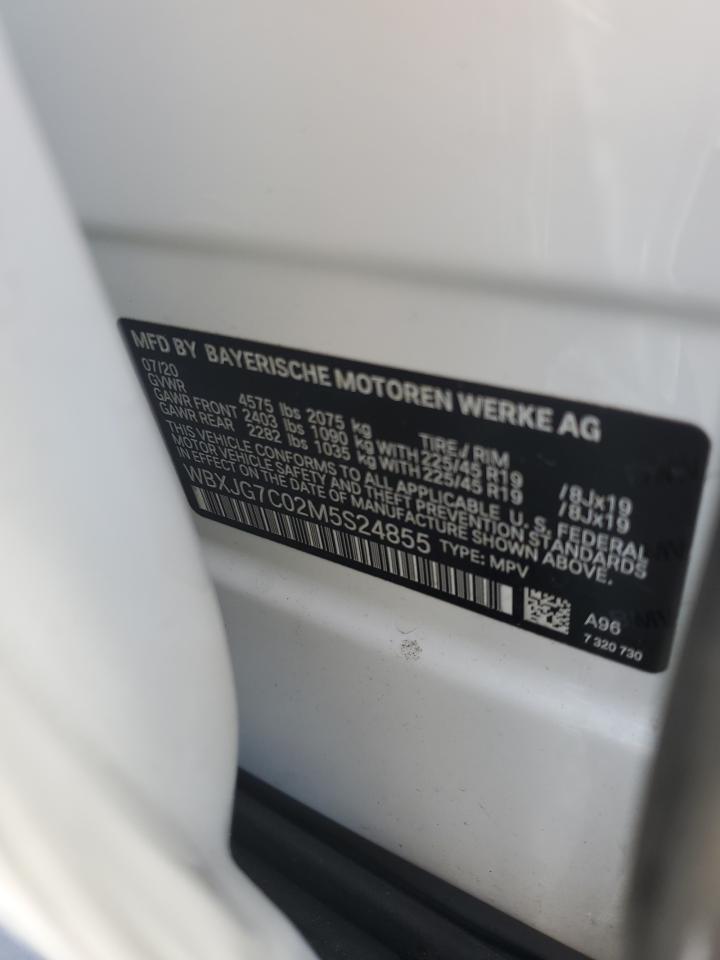 MFD BY BAYERISCHE MOTOREN WERKE AG
07/20
GVWR 4575 lbs 2075 kg TIRE/RIM
GAWR FRONT 2403 lbs 1090 kg WITH 225/45 R19 /8Jx19
GAWR REAR 2282 lbs 1035 kg WITH 225/45 R19 /8Jx19
THIS VEHICLE CONFORMS TO ALL APPLICABLE U.S. FEDERAL
MOTOR VEHICLE SAFETY AND THEFT PREVENTION STANDARDS
IN EFFECT ON THE DATE OF MANUFACTURE SHOWN ABOVE.
WBXJG7C02M5S24855 TYPE: MPV
A96
7 320 730